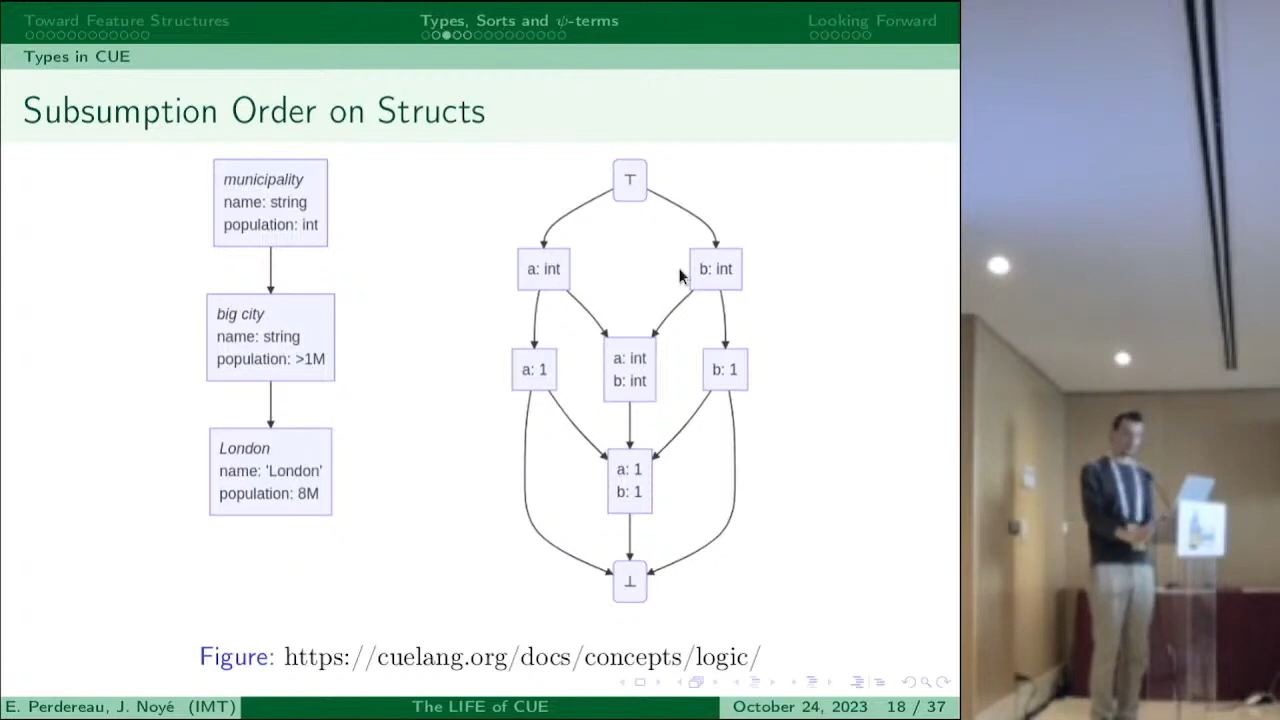 Toward Feature Structures
Types, Sorts and ψ-terms
Looking Forward
Types in CUE
Subsumption Order on Structs
municipality
name: string
population: int
big city
name: string
population: >1M
London
name: 'London'
population: 8M
⊤
a: int
b: int
a: 1
a: int
b: int
b: 1
a: 1
b: 1
⊥
Figure: https://cuelang.org/docs/concepts/logic/
E. Perdereau, J. Noyé (IMT)
The LIFE of CUE
October 24, 2023
18 / 37